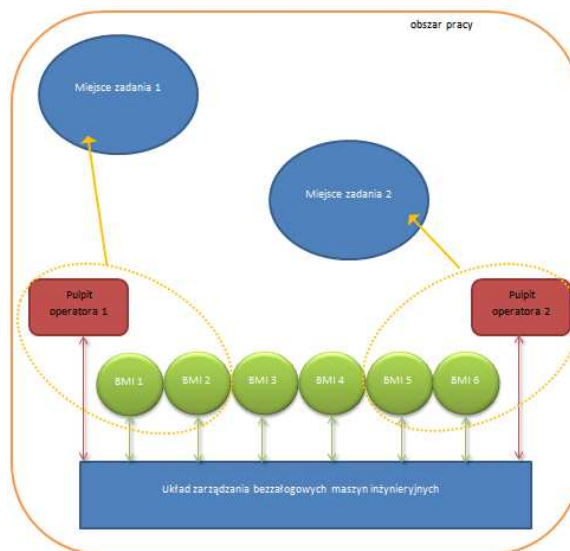 obszar pracy
Miejsce zadania 1
Miejsce zadania 2
Pulpit
operatora 1
Pulpit
operatora 2
BMI 1
BMI 2
BMI 3
BMI 4
BMI 5
BMI 6
Układ zarządzania bezzałogowych maszyn inżynieryjnych